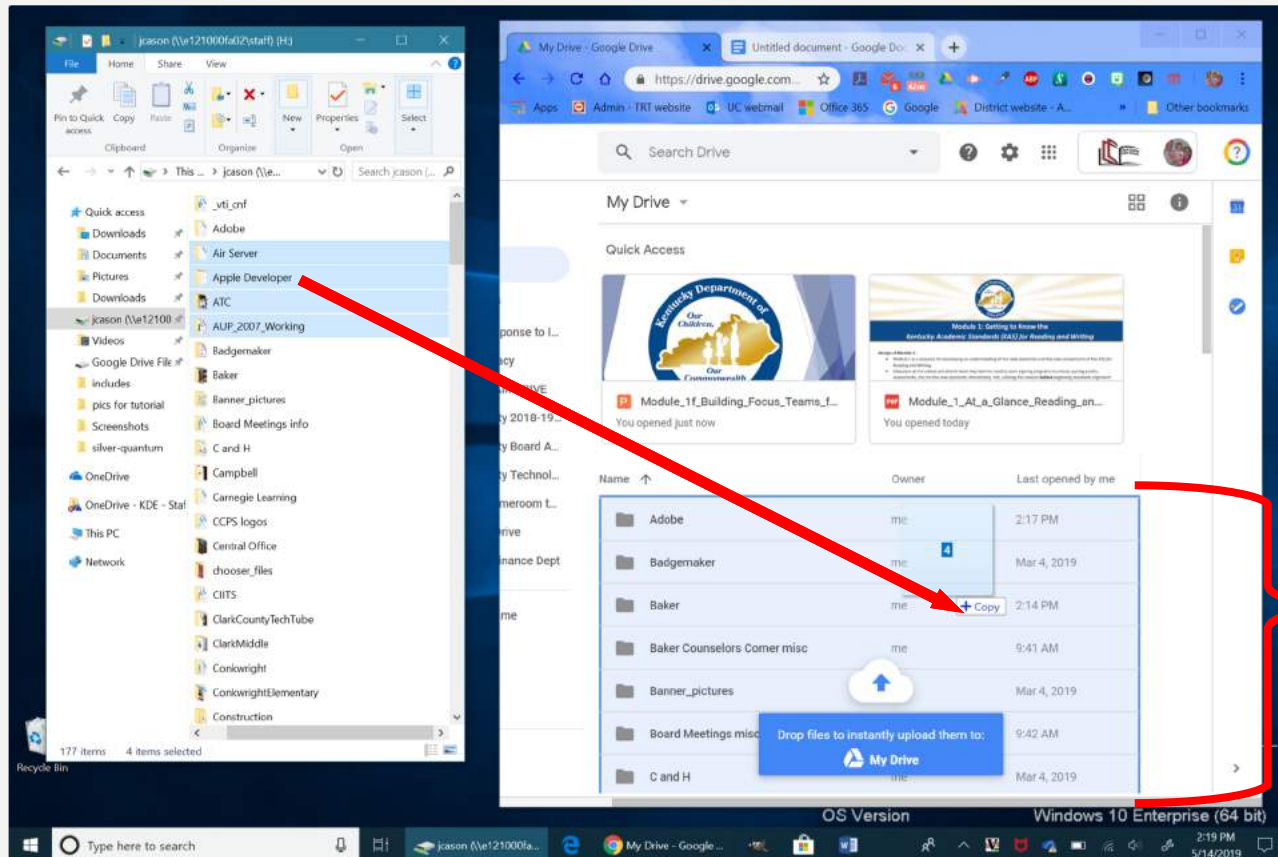 jcason (\\e121000fa02\staff) (H:)
File Home Share View
Pin to Quick access
Copy
Paste
New
Properties
Select
Clipboard Organize Open
This ... > jcason (\\e...
Search jcason (...
Quick access
Downloads
Documents
Pictures
Downloads
jcason (\\e12100
Videos
Google Drive File
includes
pics for tutorial
Screenshots
silver-quantum
OneDrive
OneDrive - KDE - Staf
This PC
Network
_vti_cnf
Adobe
Air Server
Apple Developer
ATC
AUP_2007_Working
Badgemaker
Baker
Banner_pictures
Board Meetings info
C and H
Campbell
Carnegie Learning
CCPS logos
Central Office
chooser_files
CIITS
ClarkCountyTechTube
ClarkMiddle
Conkwright
ConkwrightElementary
Construction
177 items 4 items selected
Recycle Bin
My Drive - Google Drive
Untitled document - Google Doc
https://drive.google.com...
Apps
Admin - TRT website
UC webmail
Office 365
Google
District website - A...
Other bookmarks
Search Drive
My Drive
31
Quick Access
Kentucky Department of
Our Children,
Our Commonwealth
Module 1: Getting to Know the
Kentucky Academic Standards (KAS) for Reading and Writing
Module_1f_Building_Focus_Teams_f...
You opened just now
PDF
Module_1_At_a_Glance_Reading_an...
You opened today
ponse to I...
acy
y 2018-19...
y Board A...
y Technol...
meroom t...
rive
inance Dept
me
Name Owner Last opened by me
Adobe me 2:17 PM
4
Badgemaker me Mar 4, 2019
Baker me 2:14 PM
+ Copy
Baker Counselors Corner misc me 9:41 AM
Banner_pictures Mar 4, 2019
Board Meetings misc 9:42 AM
Drop files to instantly upload them to:
My Drive
C and H me Mar 4, 2019
OS Version Windows 10 Enterprise (64 bit)
Type here to search
jcason (\\e121000fa...
My Drive - Google ...
2:19 PM
5/14/2019